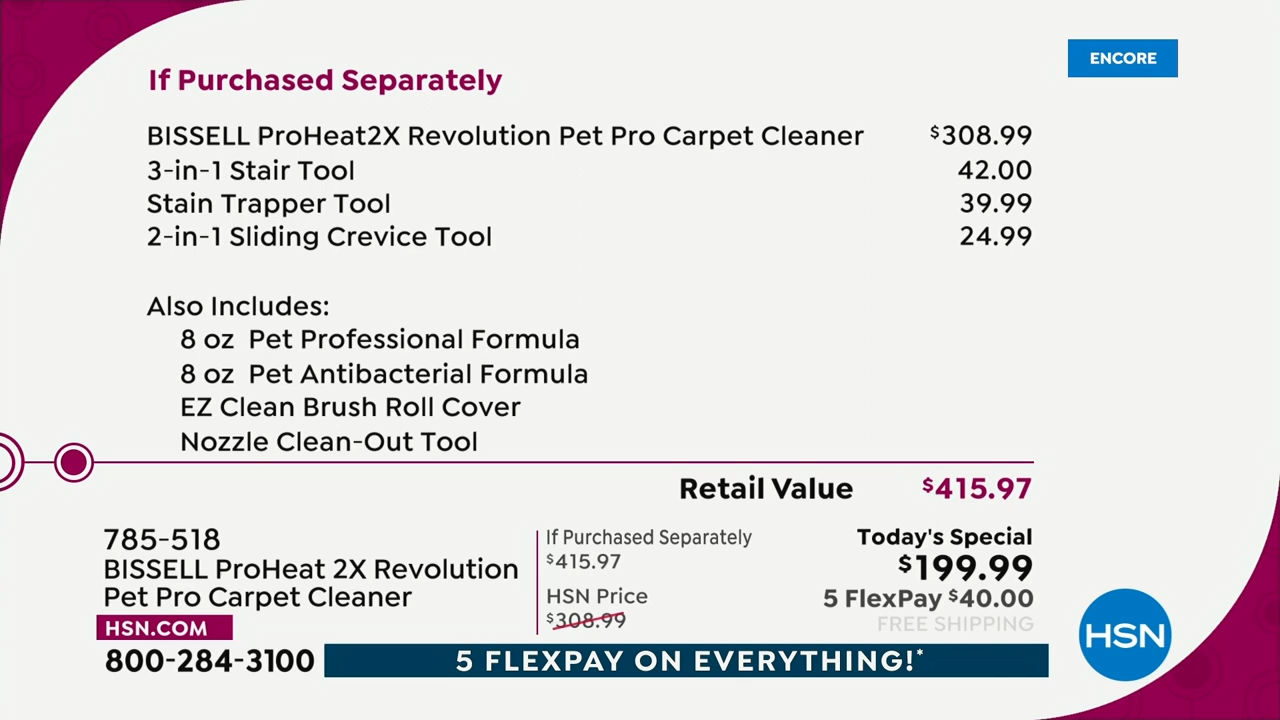 ENCORE
If Purchased Separately
BISSELL ProHeat2X Revolution Pet Pro Carpet Cleaner $308.99
3-in-1 Stair Tool 42.00
Stain Trapper Tool 39.99
2-in-1 Sliding Crevice Tool 24.99
Also Includes:
8 oz Pet Professional Formula
8 oz Pet Antibacterial Formula
EZ Clean Brush Roll Cover
Nozzle Clean-Out Tool
Retail Value $415.97
785-518
BISSELL ProHeat 2X Revolution
Pet Pro Carpet Cleaner
HSN.COM
800-284-3100
If Purchased Separately
$415.97
HSN Price
$308.99
Today's Special
$199.99
5 FlexPay $40.00
FREE SHIPPING
5 FLEXPAY ON EVERYTHING!*
HSN